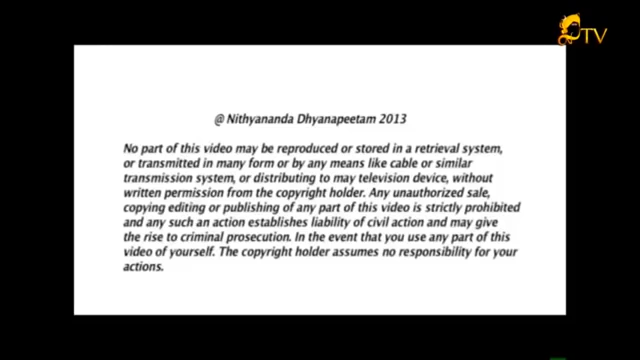 TV
@ Nithyananda Dhyanapeetam 2013
No part of this video may be reproduced or stored in a retrieval system,
or transmitted in many form or by any means like cable or similar
transmission system, or distributing to may television device, without
written permission from the copyright holder. Any unauthorized sale,
copying editing or publishing of any part of this video is strictly prohibited
and any such an action establishes liability of civil action and may give
the rise to criminal prosecution. In the event that you use any part of this
video of yourself. The copyright holder assumes no responsibility for your
actions.